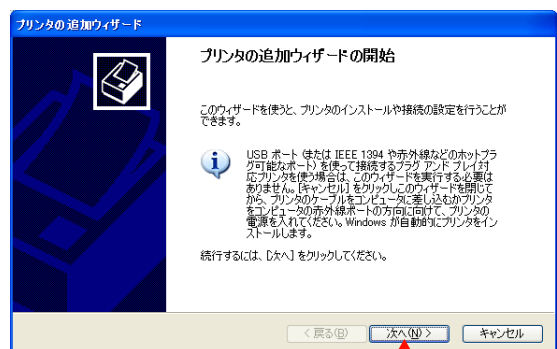 プリンタの追加ウィザード
プリンタの追加ウィザードの開始
このウィザードを使うと、プリンタのインストールや接続の設定を行うことが
できます。
USB ポート (または IEEE 1394 や赤外線などのホットプラ
グ可能なポート) を使って接続するプラグ アンド プレイ対
応プリンタを使う場合は、このウィザードを実行する必要は
ありません。[キャンセル] をクリックしこのウィザードを閉じて
から、プリンタのケーブルをコンピュータに差し込むかプリンタ
をコンピュータの赤外線ポートの方向に向けて、プリンタの
電源を入れてください。Windows が自動的にプリンタをイン
ストールします。
続行するには、[次へ] をクリックしてください。
< 戻る(B) 次へ(N) > キャンセル